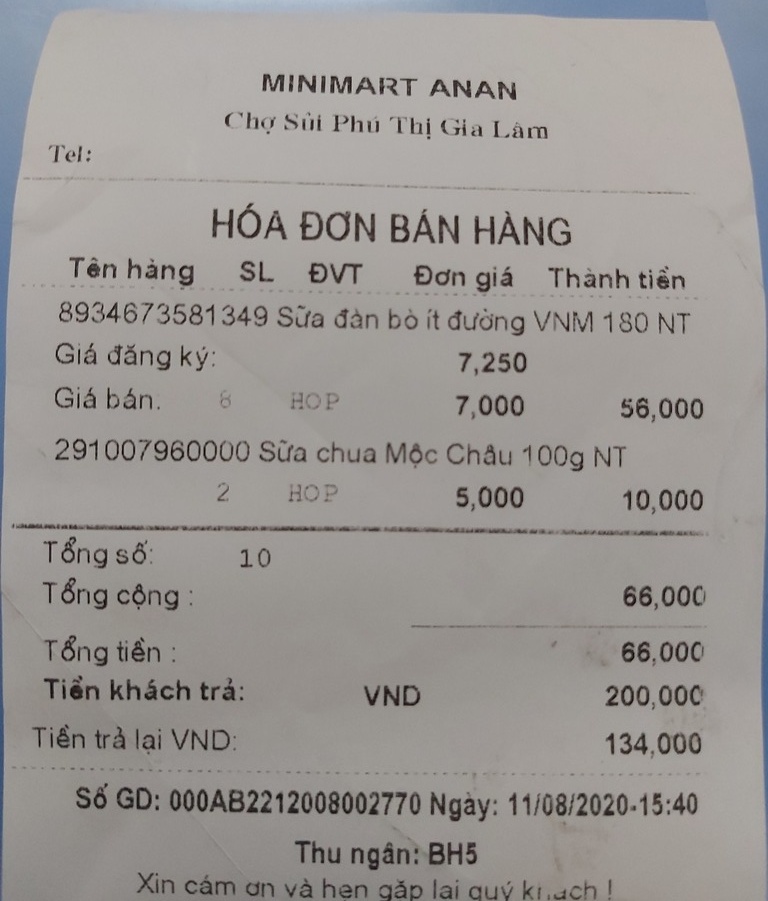 MINIMART ANAN
Chợ Sủi Phú Thị Gia Lâm
Tel:
HÓA ĐƠN BÁN HÀNG
Tên hàng SL ĐVT Đơn giá Thành tiền
8934673581349 Sữa đàn bò ít đường VNM 180 NT
Giá đăng ký: 7,250
Giá bán. 8 HOP 7,000 56,000
291007960000 Sữa chua Mộc Châu 100g NT
2 HOP 5,000 10,000
Tổng số: 10
Tổng cộng : 66,000
Tổng tiền : 66,000
Tiền khách trả: VND 200,000
Tiền trả lại VND: 134,000
Số GD: 000AB2212008002770 Ngày: 11/08/2020-15:40
Thu ngân: BH5
Xin cám ơn và hẹn gặp lại quý khách !